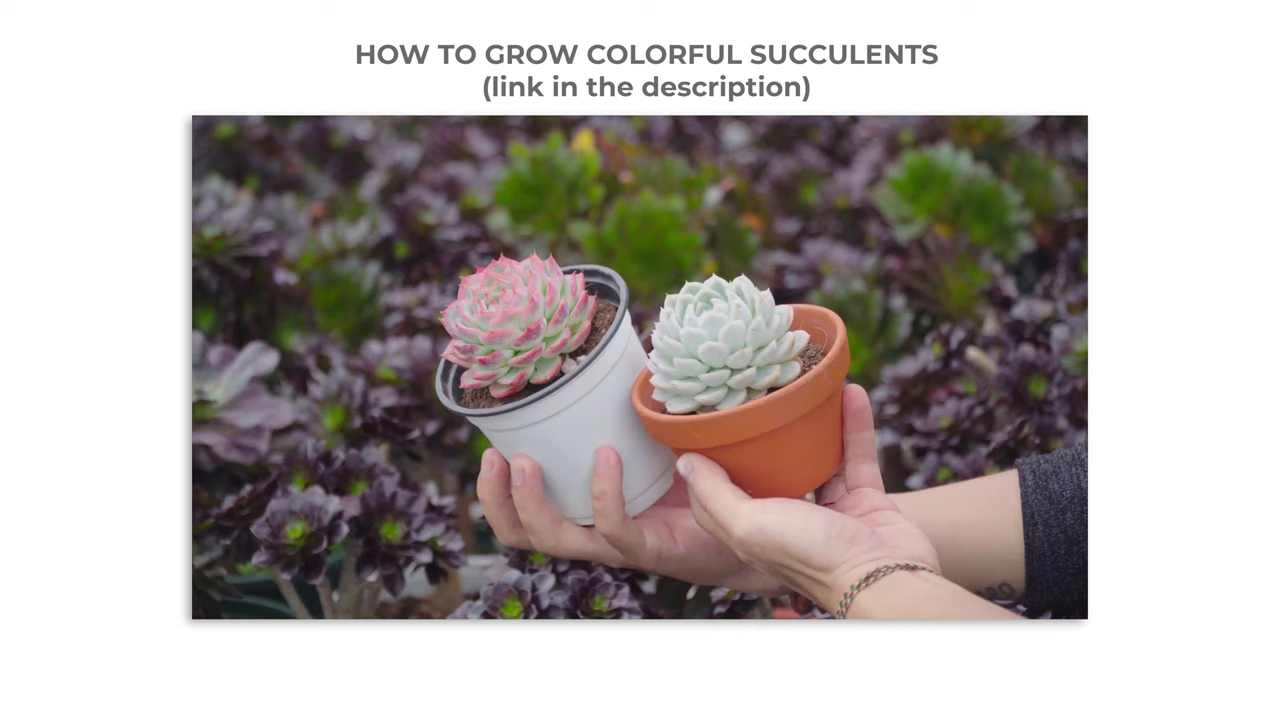 HOW TO GROW COLORFUL SUCCULENTS
(link in the description)